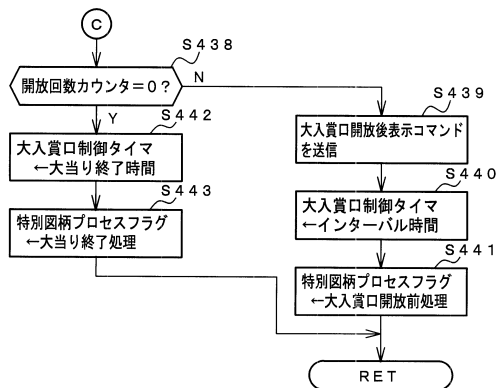 C
S438
開放回数カウンタ=0?
N
Y
S442
大入賞口制御タイマ
←大当り終了時間
S443
特別図柄プロセスフラグ
←大当り終了処理
S439
大入賞口開放後表示コマンド
を送信
S440
大入賞口制御タイマ
←インターバル時間
S441
特別図柄プロセスフラグ
←大入賞口開放前処理
RET